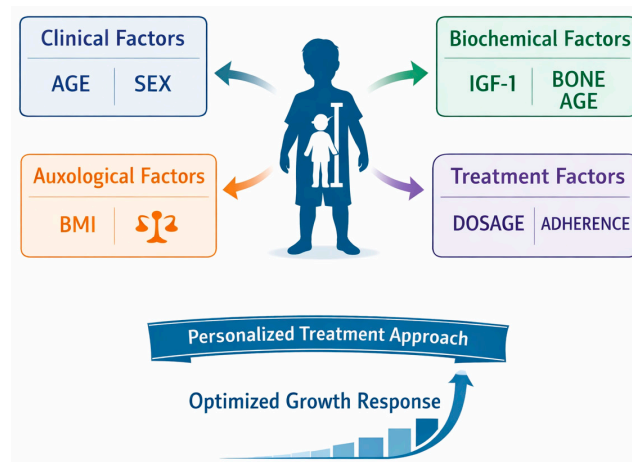 Clinical Factors
AGE
SEX
Biochemical Factors
IGF-1
BONE
AGE
Auxological Factors
BMI
Treatment Factors
DOSAGE
ADHERENCE
Personalized Treatment Approach
Optimized Growth Response